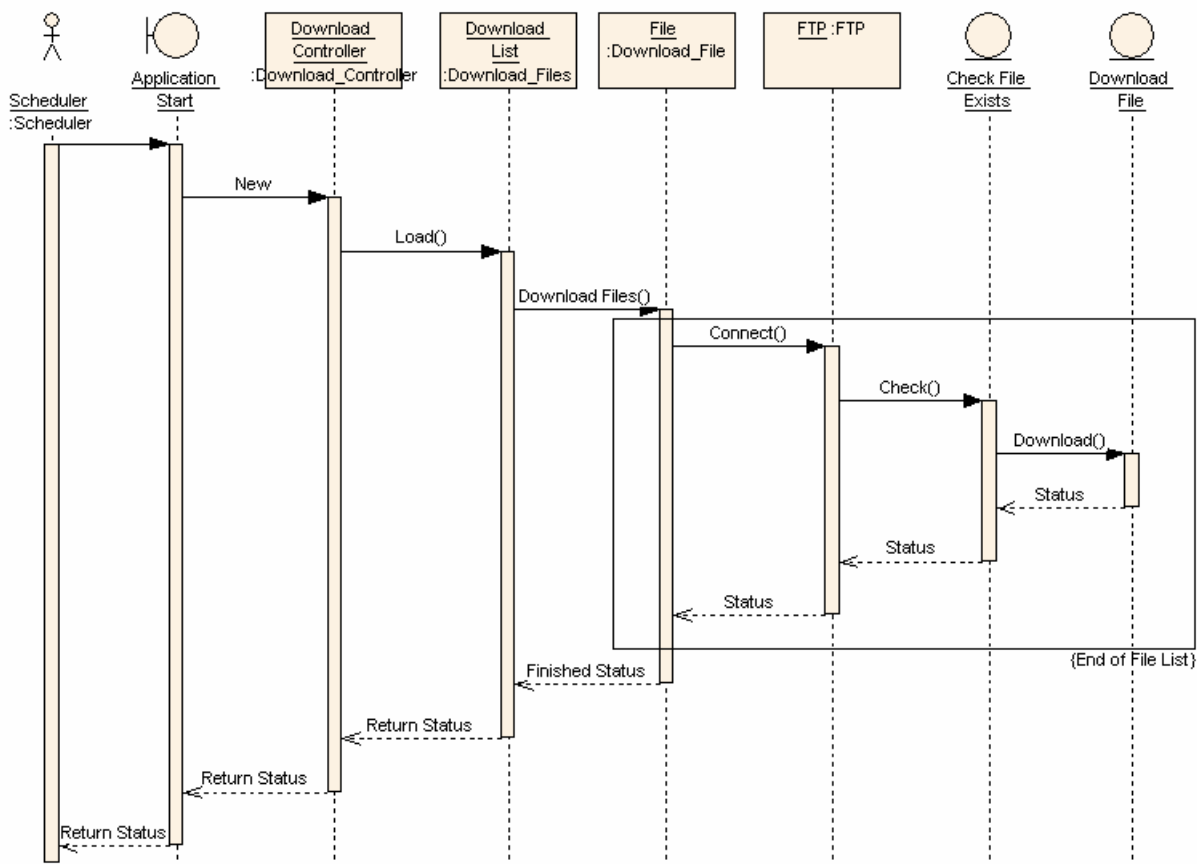 Scheduler
:Scheduler
Application
Start
Download
Controller
:Download_Controller
Download
List
:Download_Files
File
:Download_File
FTP :FTP
Check File
Exists
Download
File
New
Load()
Download Files()
Connect()
Check()
Download()
Status
Status
Status
{End of File List}
Finished Status
Return Status
Return Status
Return Status